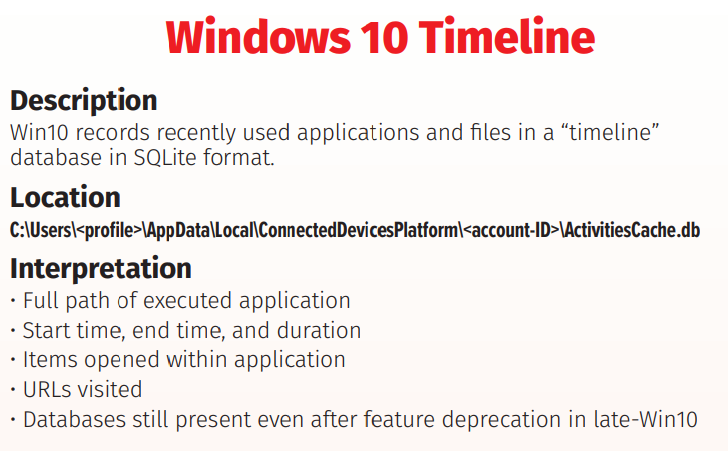 Windows 10 Timeline
Description
Win10 records recently used applications and files in a “timeline”
database in SQLite format.
Location
C:\Users\<profile>\AppData\Local\ConnectedDevicesPlatform\<account-ID>\ActivitiesCache.db
Interpretation
• Full path of executed application
• Start time, end time, and duration
• Items opened within application
• URLs visited
• Databases still present even after feature deprecation in late-Win10